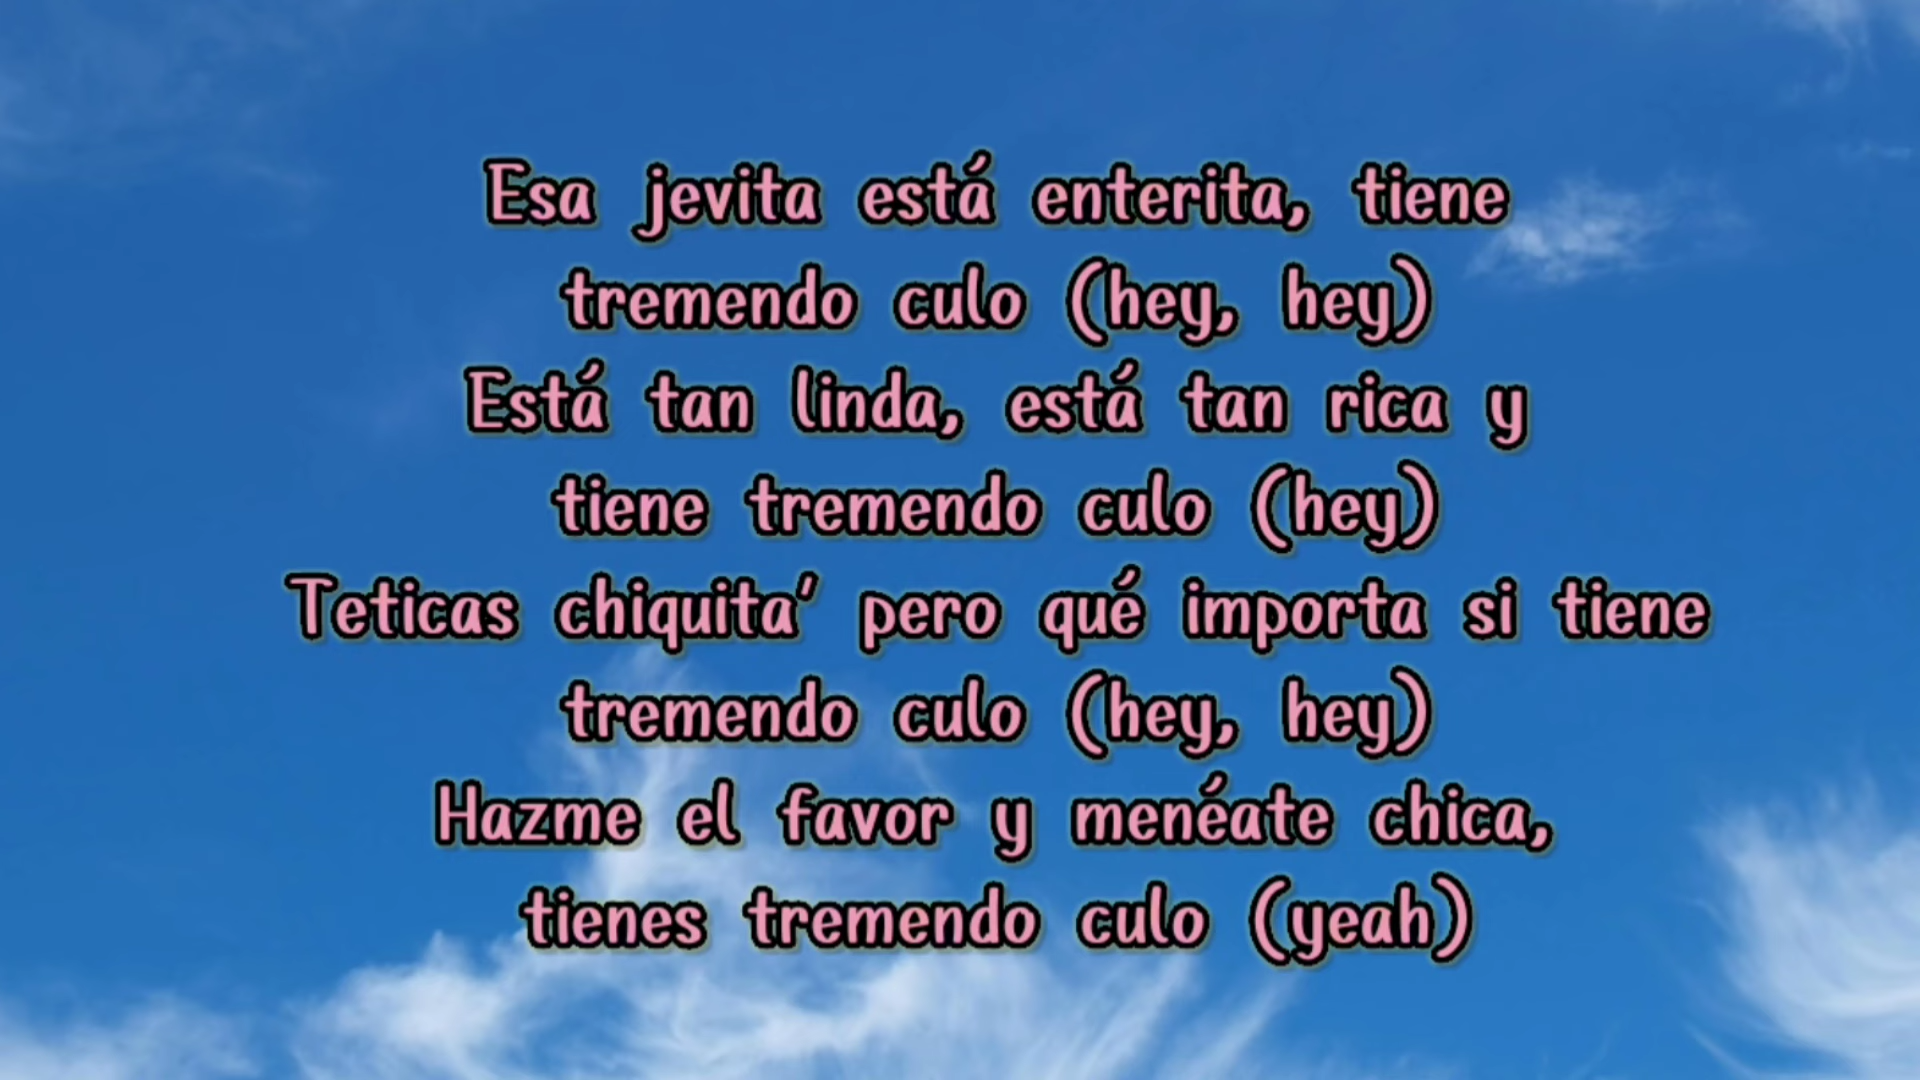 Esa jevita está enterita, tiene
tremendo culo (hey, hey)
Está tan linda, está tan rica y
tiene tremendo culo (hey)
Teticas chiquita' pero qué importa si tiene
tremendo culo (hey, hey)
Hazme el favor y menéate chica,
tienes tremendo culo (yeah)